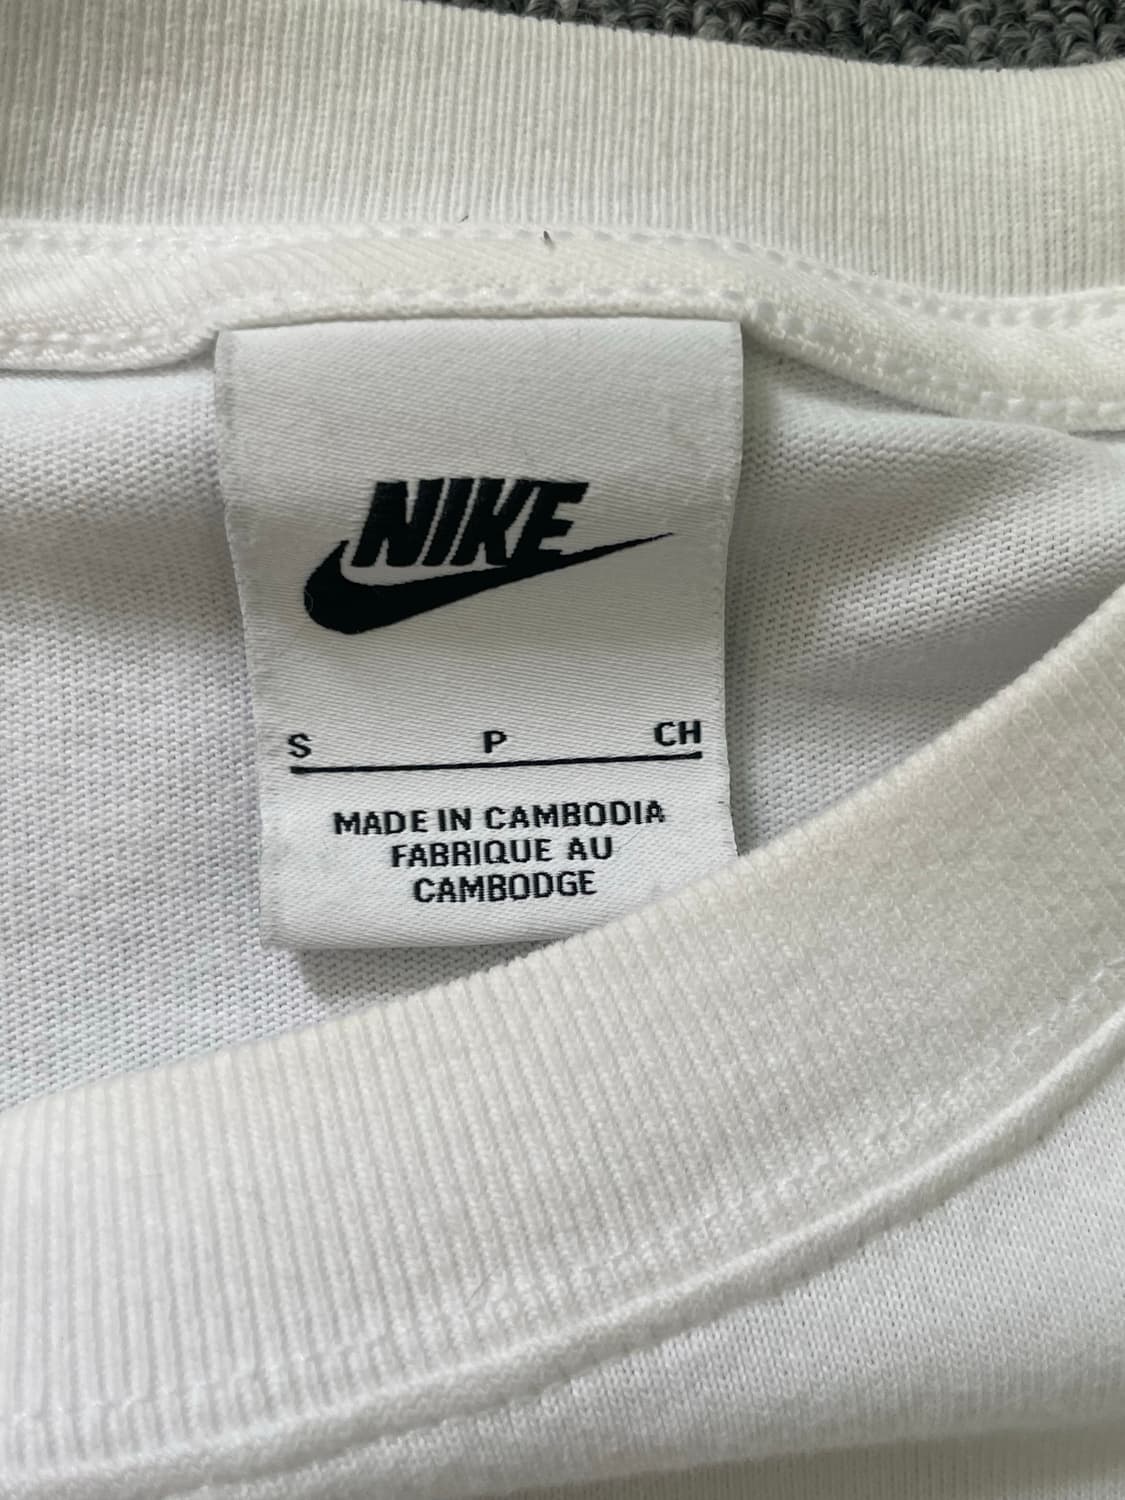 NIKE
S P CH
MADE IN CAMBODIA
FABRIQUE AU
CAMBODGE